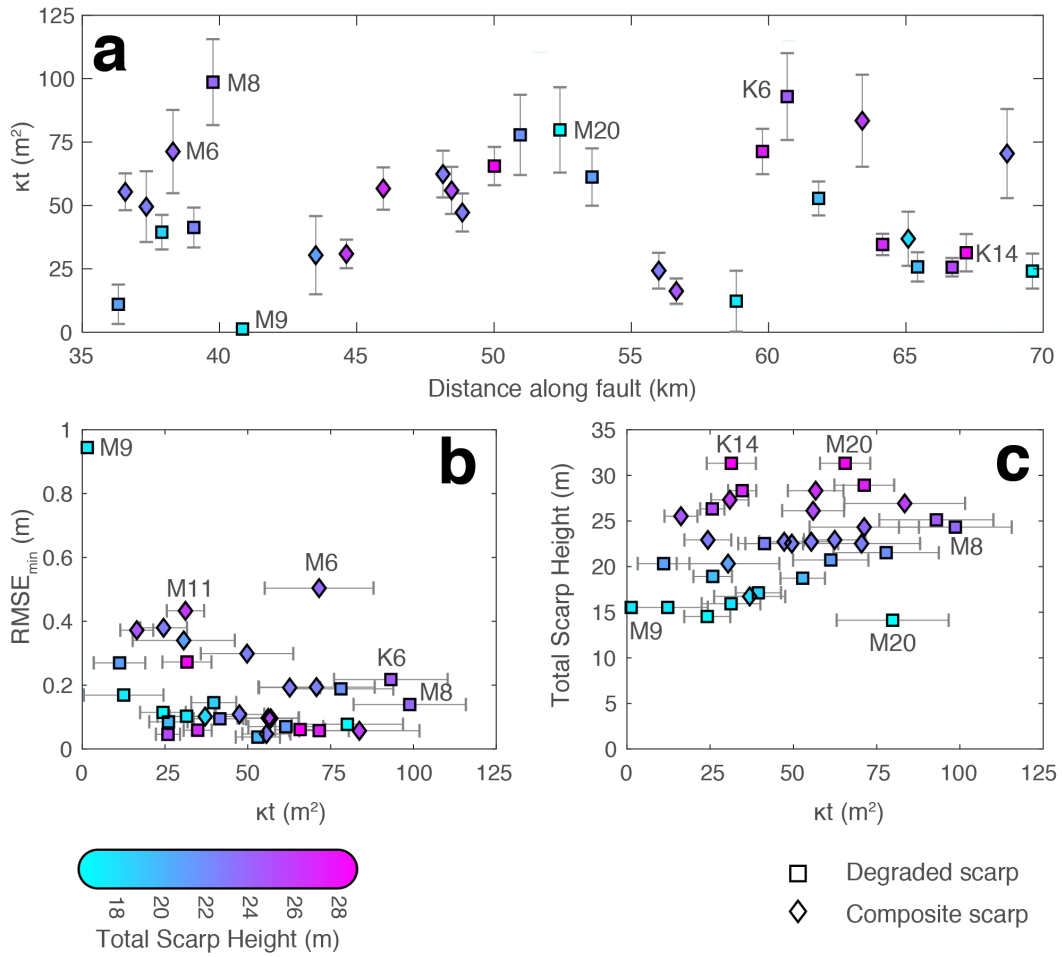 a
125
100
75
50
25
0
κt (m²)
M8
M6
M9
M20
K6
K14
35 40 45 50 55 60 65 70
Distance along fault (km)
b
1
0.8
0.6
0.4
0.2
0
RMSEmin (m)
M9
M6
M11
K6
M8
0 25 50 75 100 125
κt (m²)
c
35
30
25
20
15
10
5
0
Total Scarp Height (m)
K14 M20
M8
M9
M20
0 25 50 75 100 125
κt (m²)
18 20 22 24 26 28
Total Scarp Height (m)
Degraded scarp
Composite scarp